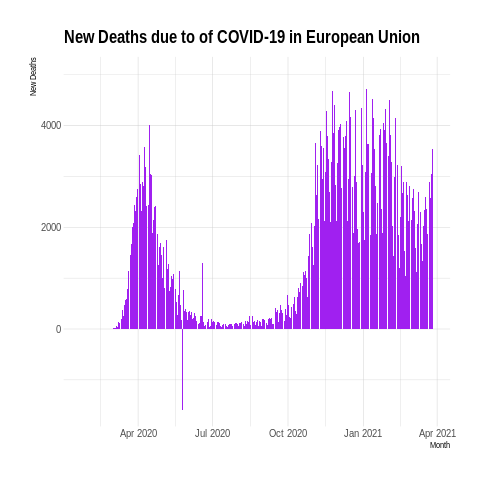 New Deaths due to of COVID-19 in European Union
New Deaths
4000
2000
0
Apr 2020 Jul 2020 Oct 2020 Jan 2021 Apr 2021
Month